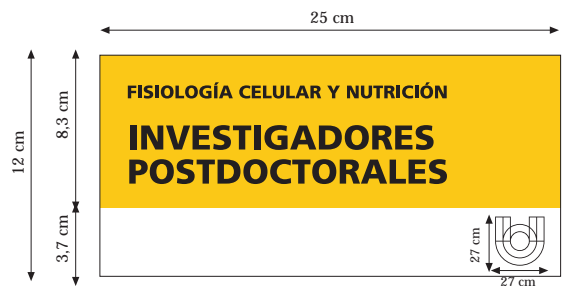 25 cm
FISIOLOGÍA CELULAR Y NUTRICIÓN
INVESTIGADORES
POSTDOCTORALES
12 cm
8,3 cm
3,7 cm
27 cm
27 cm